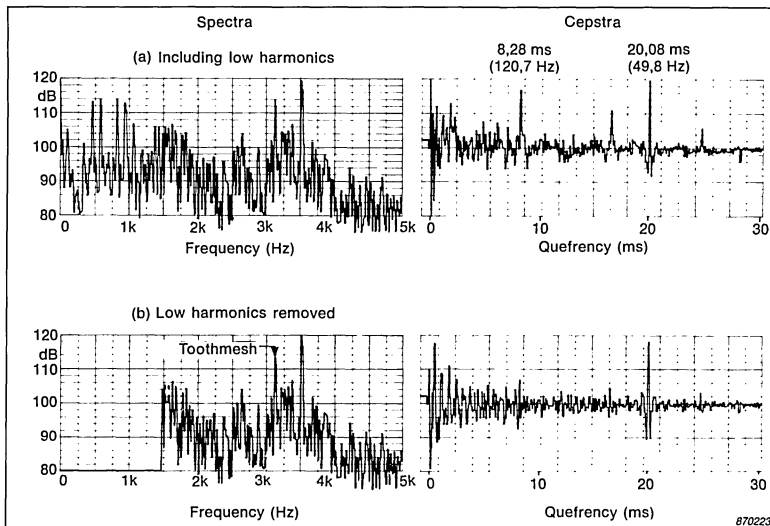 Spectra
Cepstra
(a) Including low harmonics
8,28 ms
(120,7 Hz)
20,08 ms
(49,8 Hz)
120
dB
110
100
90
80
0 1k 2k 3k 4k 5k
Frequency (Hz)
0 10 20 30
Quefrency (ms)
(b) Low harmonics removed
120
dB
110
100
90
80
Toothmesh
0 1k 2k 3k 4k 5k
Frequency (Hz)
0 10 20 30
Quefrency (ms)
870223